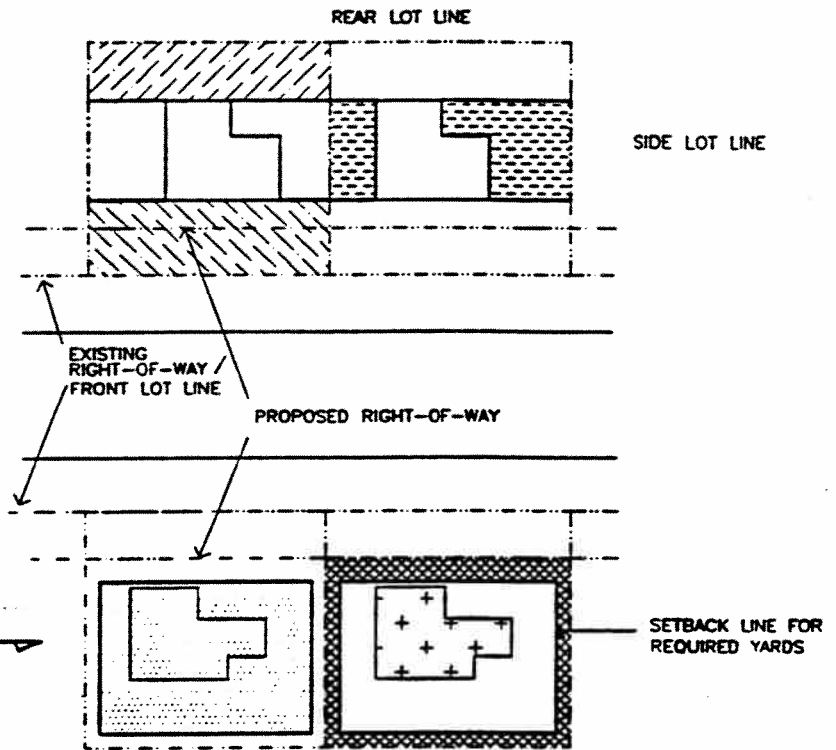 REAR LOT LINE
SIDE LOT LINE
EXISTING
RIGHT-OF-WAY /
FRONT LOT LINE
PROPOSED RIGHT-OF-WAY
SETBACK LINE FOR
REQUIRED YARDS